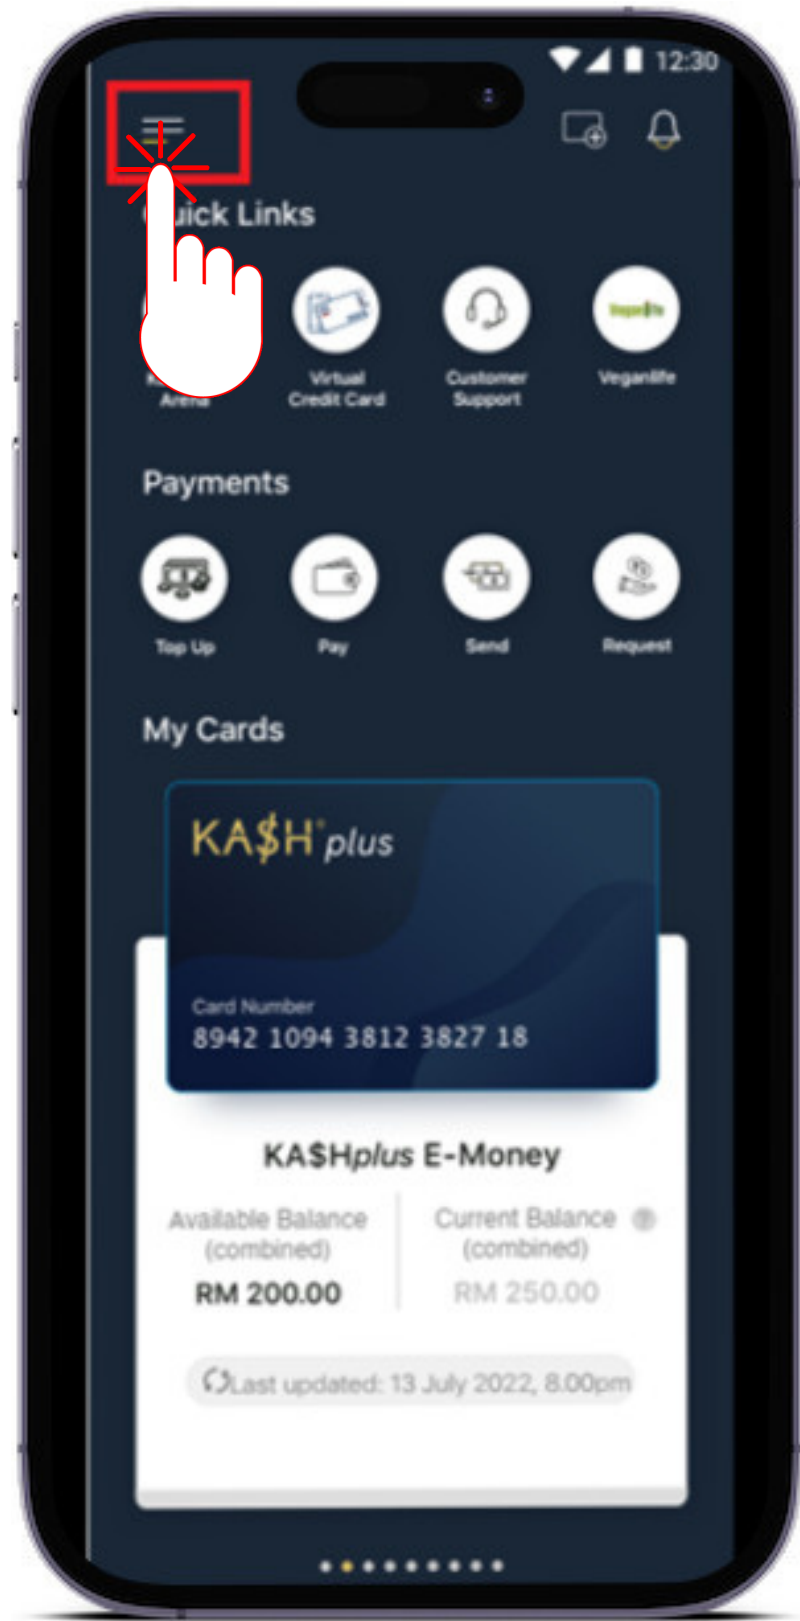 12:30
Quick Links
Arena
Virtual
Credit Card
Customer
Support
Veganlife
Payments
Top Up
Pay
Send
Request
My Cards
KA$H plus
Card Number
8942 1094 3812 3827 18
KA$Hplus E-Money
Available Balance
(combined)
RM 200.00
Current Balance ?
(combined)
RM 250.00
Last updated: 13 July 2022, 8.00pm